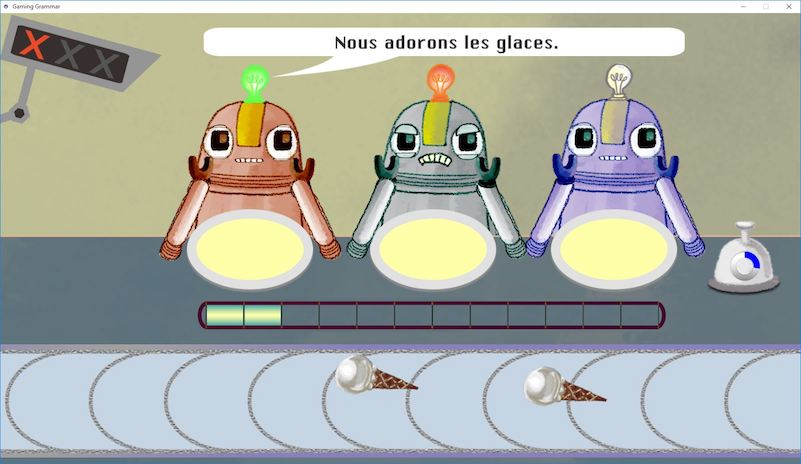 Gaming Grammar
Nous adorons les glaces.
X X X